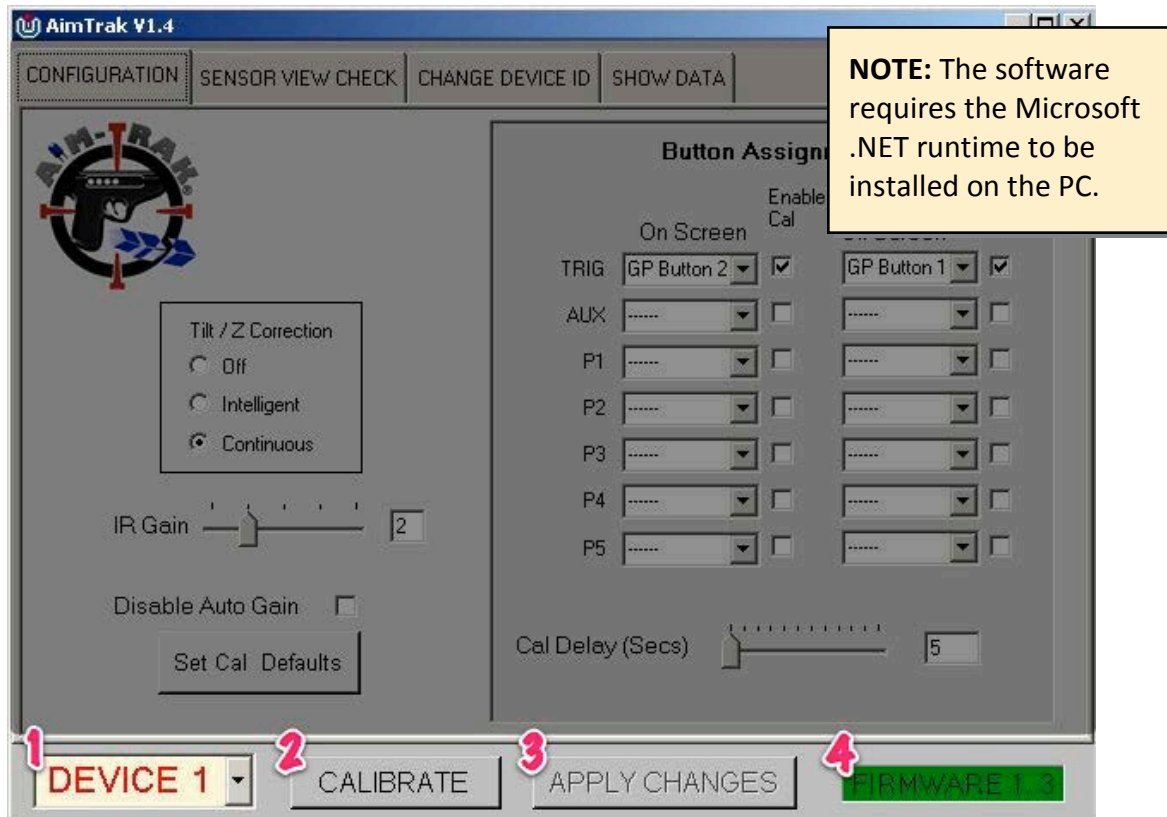 AimTrak V1.4
CONFIGURATION SENSOR VIEW CHECK CHANGE DEVICE ID SHOW DATA
NOTE: The software
requires the Microsoft
.NET runtime to be
installed on the PC.
AIM-TRAK
Tilt / Z Correction
Off
Intelligent
Continuous
IR Gain 2
Disable Auto Gain
Set Cal Defaults
Button
Enable
Cal
On Screen
TRIG GP Button 2 GP Button 1
AUX ------ ------
P1 ------ ------
P2 ------ ------
P3 ------ ------
P4 ------ ------
P5 ------ ------
Cal Delay (Secs) 5
1 2 3 4
DEVICE 1 CALIBRATE APPLY CHANGES FIRMWARE 1.3